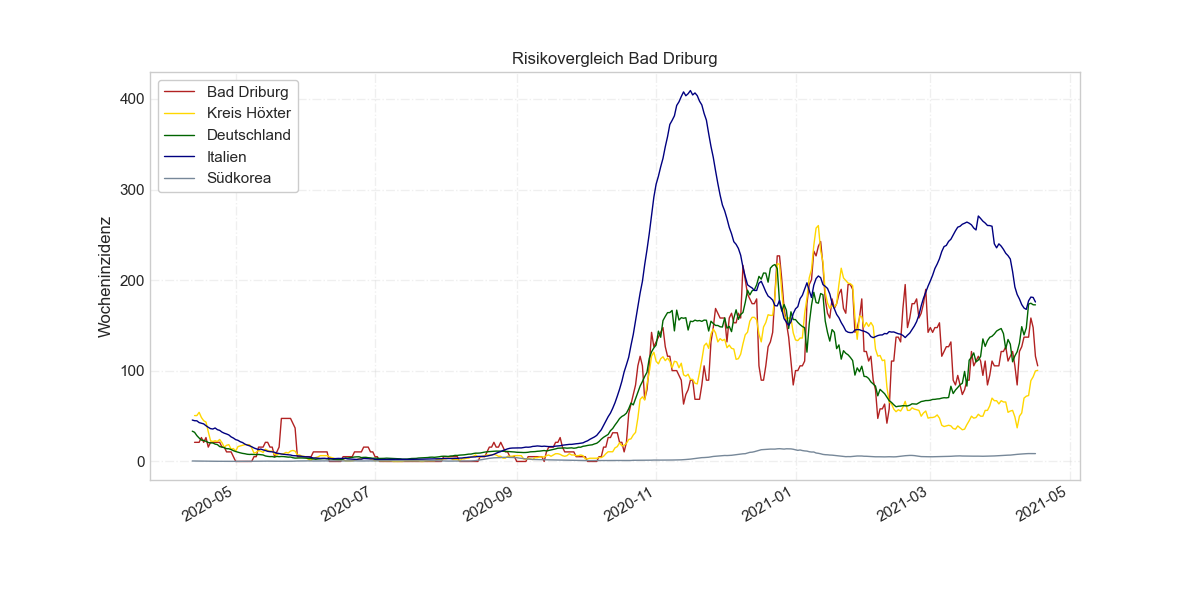 Risikovergleich Bad Driburg
Bad Driburg
Kreis Höxter
Deutschland
Italien
Südkorea
Wocheninzidenz
400
300
200
100
0
2020-05
2020-07
2020-09
2020-11
2021-01
2021-03
2021-05